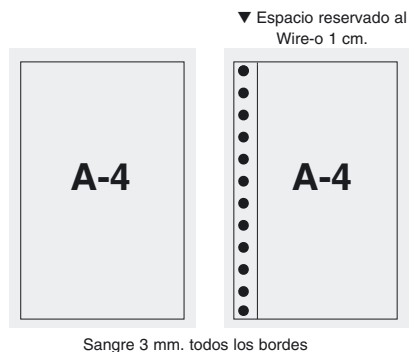 ▼ Espacio reservado al
Wire-o 1 cm.
A-4
A-4
Sangre 3 mm. todos los bordes